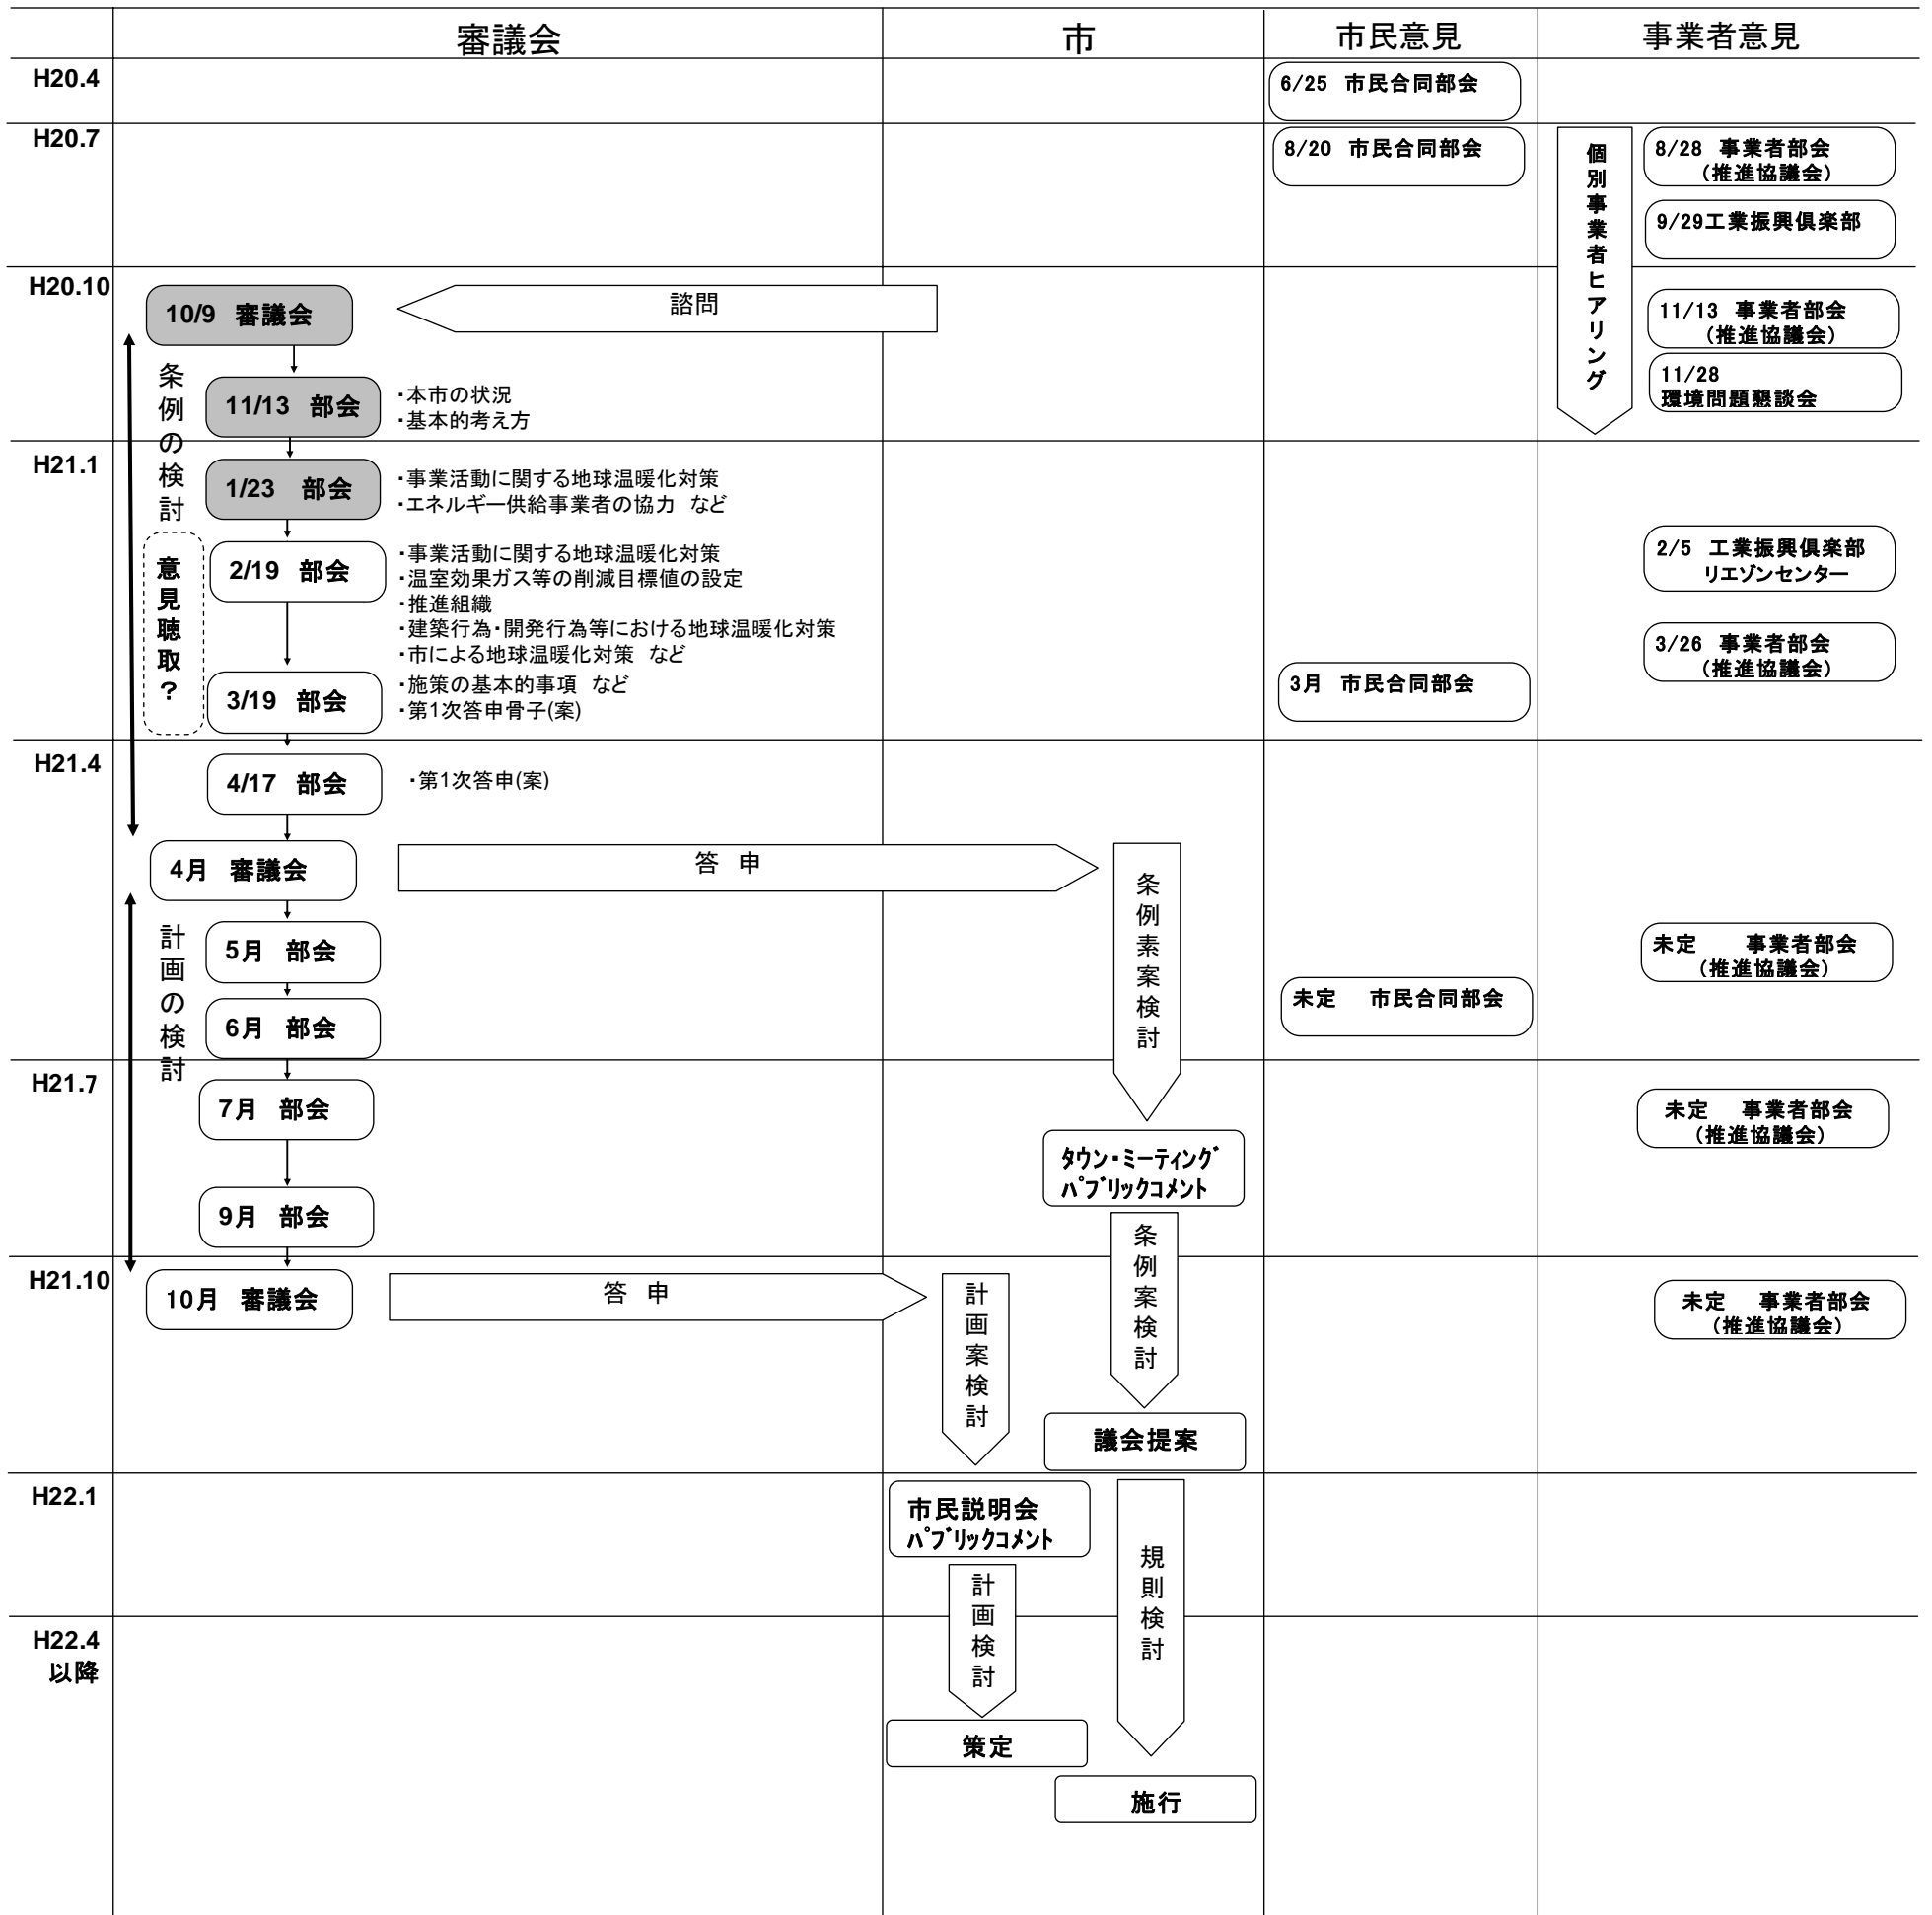 審議会
市
市民意見
事業者意見
H20.4
6/25 市民合同部会
H20.7
8/20 市民合同部会
個別事業者ヒアリング
8/28 事業者部会
(推進協議会)
9/29工業振興倶楽部
H20.10
10/9 審議会
諮問
11/13 事業者部会
(推進協議会)
条例の検討
11/13 部会
・本市の状況
・基本的考え方
11/28
環境問題懇談会
H21.1
1/23 部会
・事業活動に関する地球温暖化対策
・エネルギー供給事業者の協力 など
意見聴取？
2/19 部会
・事業活動に関する地球温暖化対策
・温室効果ガス等の削減目標値の設定
・推進組織
・建築行為・開発行為等における地球温暖化対策
・市による地球温暖化対策 など
2/5 工業振興倶楽部
リエゾンセンター
3/19 部会
・施策の基本的事項 など
・第1次答申骨子(案)
3月 市民合同部会
3/26 事業者部会
(推進協議会)
H21.4
4/17 部会
・第1次答申(案)
4月 審議会
答 申
条例素案検討
計画の検討
5月 部会
未定 事業者部会
(推進協議会)
6月 部会
未定 市民合同部会
H21.7
7月 部会
未定 事業者部会
(推進協議会)
タウン・ミーティング
パブリックコメント
9月 部会
条例案検討
H21.10
10月 審議会
答 申
計画案検討
未定 事業者部会
(推進協議会)
議会提案
H22.1
市民説明会
パブリックコメント
規則検討
計画検討
H22.4
以降
策定
施行